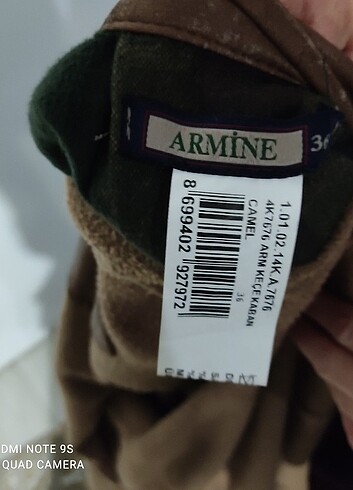 ARMİNE
36
1.01.02.14K.A.7676
4K7676 ARM KEÇE KABAN
CAMEL
36
8 699402 927972
DMI NOTE 9S
QUAD CAMERA